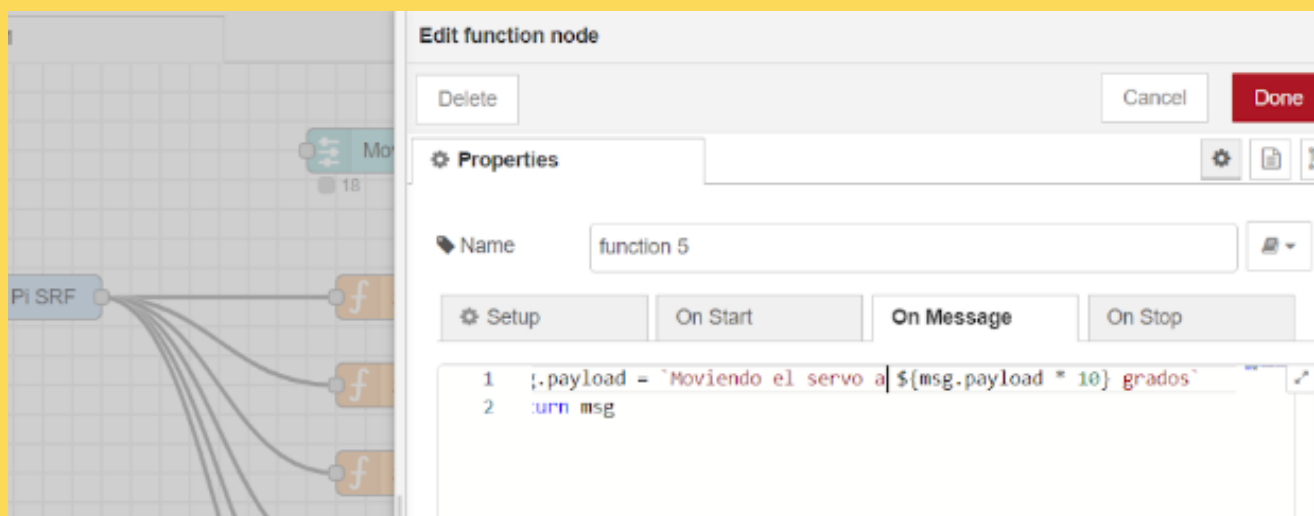 Edit function node
Delete
Cancel
Done
Mo
18
Properties
Name
function 5
Pi SRF
Setup
On Start
On Message
On Stop
1 g.payload = `Moviendo el servo a ${msg.payload * 10} grados`
2 urn msg